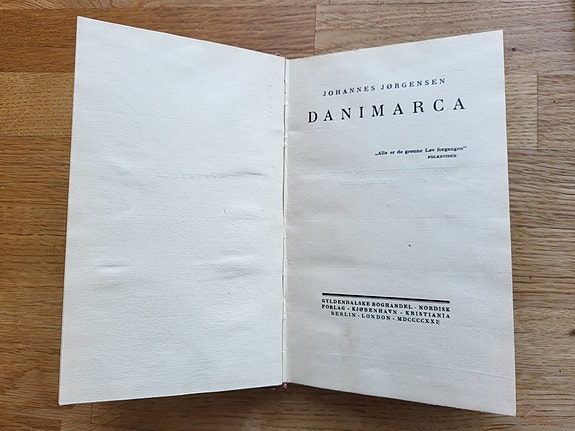 JOHANNES JØRGENSEN
DANIMARCA
„Alle er de grønne Løv forgangen“
FOLKEVISEN
GYLDENDALSKE BOGHANDEL - NORDISK
FORLAG - KJØBENHAVN - KRISTIANIA
BERLIN - LONDON - MDCCCCXXI